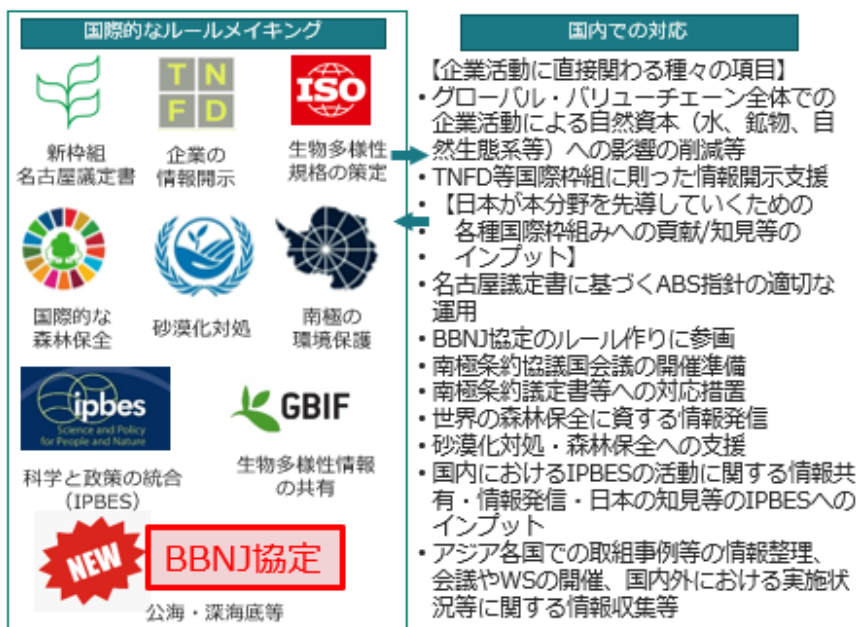 国際的なルールメイキング
新枠組
名古屋議定書
TN
FD
企業の
情報開示
ISO
生物多様性
規格の策定
国際的な
森林保全
砂漠化対処
南極の
環境保護
ipbes
Science and Policy
for People and Nature
科学と政策の統合
(IPBES)
GBIF
生物多様性情報
の共有
NEW
BBNJ協定
公海・深海底等
国内での対応
【企業活動に直接関わる種々の項目】
・グローバル・バリューチェーン全体での
企業活動による自然資本（水、鉱物、自
然生態系等）への影響の削減等
・TNFD等国際枠組に則った情報開示支援
・【日本が本分野を先導していくための
・ 各種国際枠組みへの貢献/知見等の
・ インプット】
・名古屋議定書に基づくABS指針の適切な
運用
・BBNJ協定のルール作りに参画
・南極条約協議国会議の開催準備
・南極条約議定書等への対応措置
・世界の森林保全に資する情報発信
・砂漠化対処・森林保全への支援
・国内におけるIPBESの活動に関する情報共
有・情報発信・日本の知見等のIPBESへの
インプット
・アジア各国での取組事例等の情報整理、
会議やWSの開催、国内外における実施状
況等に関する情報収集等